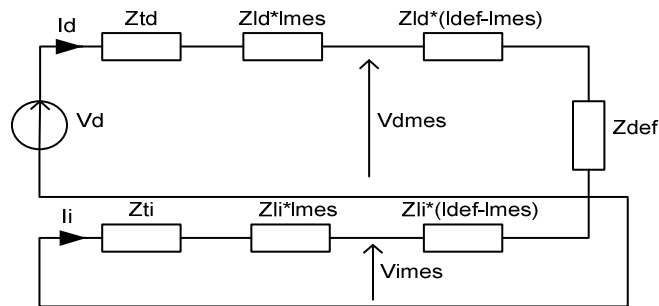 Id Ztd Zld*lmes Zld*(ldef-lmes)
Vd Vdmes Zdef
Ii Zti Zli*lmes Zli*(ldef-lmes)
Vimes